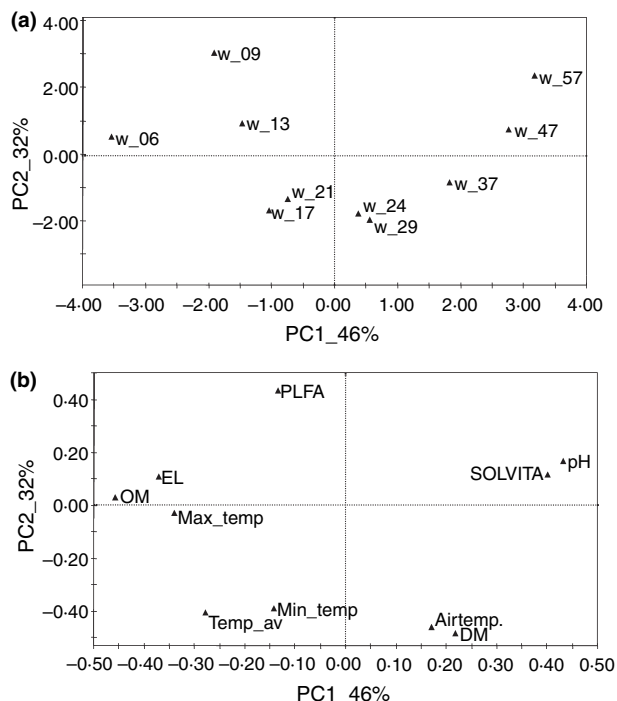 (a)
4·00
w_09
w_57
2·00
w_13
w_47
w_06
0·00
PC2_32%
w_37
w_21
w_24
w_17
–2·00
w_29
–4·00 –3·00 –2·00 –1·00 0·00 1·00 2·00 3·00 4·00
PC1_46%
(b)
0·40
PLFA
0·20
pH
SOLVITA
EL
OM
0·00
Max_temp
PC2_32%
–0·20
–0·40
Min_temp
Temp_av
Airtemp.
DM
–0·50 –0·40 –0·30 –0·20 –0·10 0·00 0·10 0·20 0·30 0·40 0·50
PC1_46%